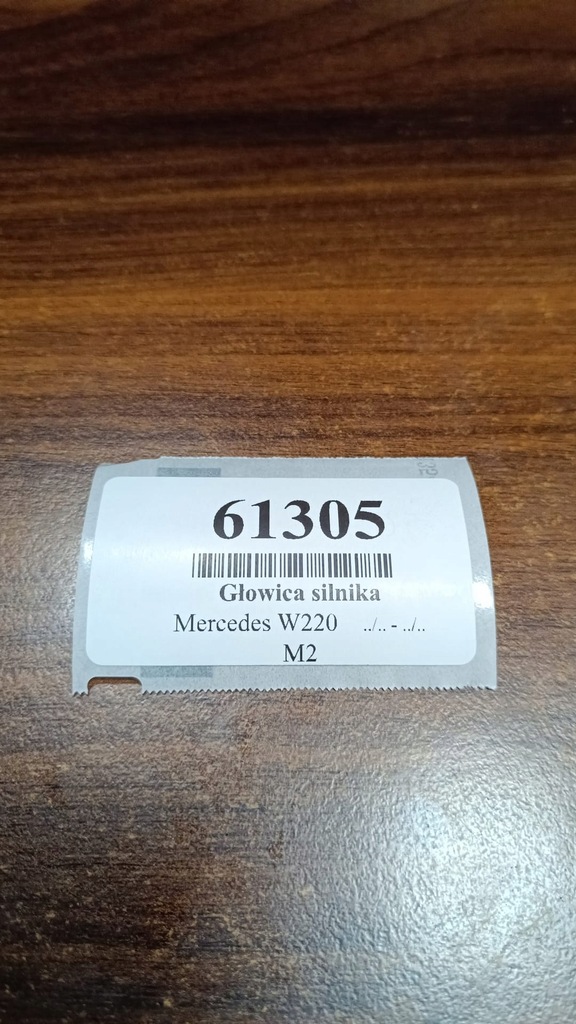 61305
Głowica silnika
Mercedes W220 ../.. - ../..
M2